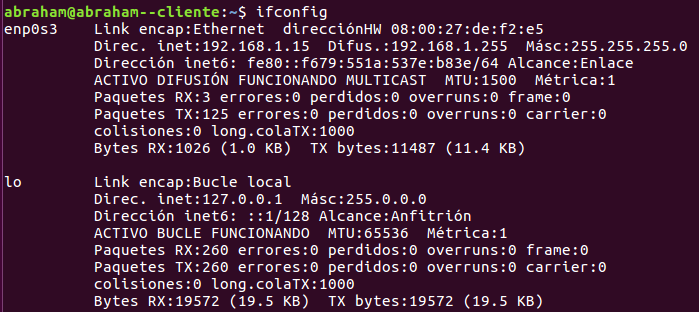 abraham@abraham--cliente:~$ ifconfig
enp0s3    Link encap:Ethernet  direcciónHW 08:00:27:de:f2:e5
          Direc. inet:192.168.1.15  Difus.:192.168.1.255  Másc:255.255.255.0
          Dirección inet6: fe80::f679:551a:537e:b83e/64 Alcance:Enlace
          ACTIVO DIFUSIÓN FUNCIONANDO MULTICAST  MTU:1500  Métrica:1
          Paquetes RX:3 errores:0 perdidos:0 overruns:0 frame:0
          Paquetes TX:125 errores:0 perdidos:0 overruns:0 carrier:0
          colisiones:0 long.colaTX:1000
          Bytes RX:1026 (1.0 KB)  TX bytes:11487 (11.4 KB)
lo        Link encap:Bucle local
          Direc. inet:127.0.0.1  Másc:255.0.0.0
          Dirección inet6: ::1/128 Alcance:Anfitrión
          ACTIVO BUCLE FUNCIONANDO  MTU:65536  Métrica:1
          Paquetes RX:260 errores:0 perdidos:0 overruns:0 frame:0
          Paquetes TX:260 errores:0 perdidos:0 overruns:0 carrier:0
          colisiones:0 long.colaTX:1000
          Bytes RX:19572 (19.5 KB)  TX bytes:19572 (19.5 KB)